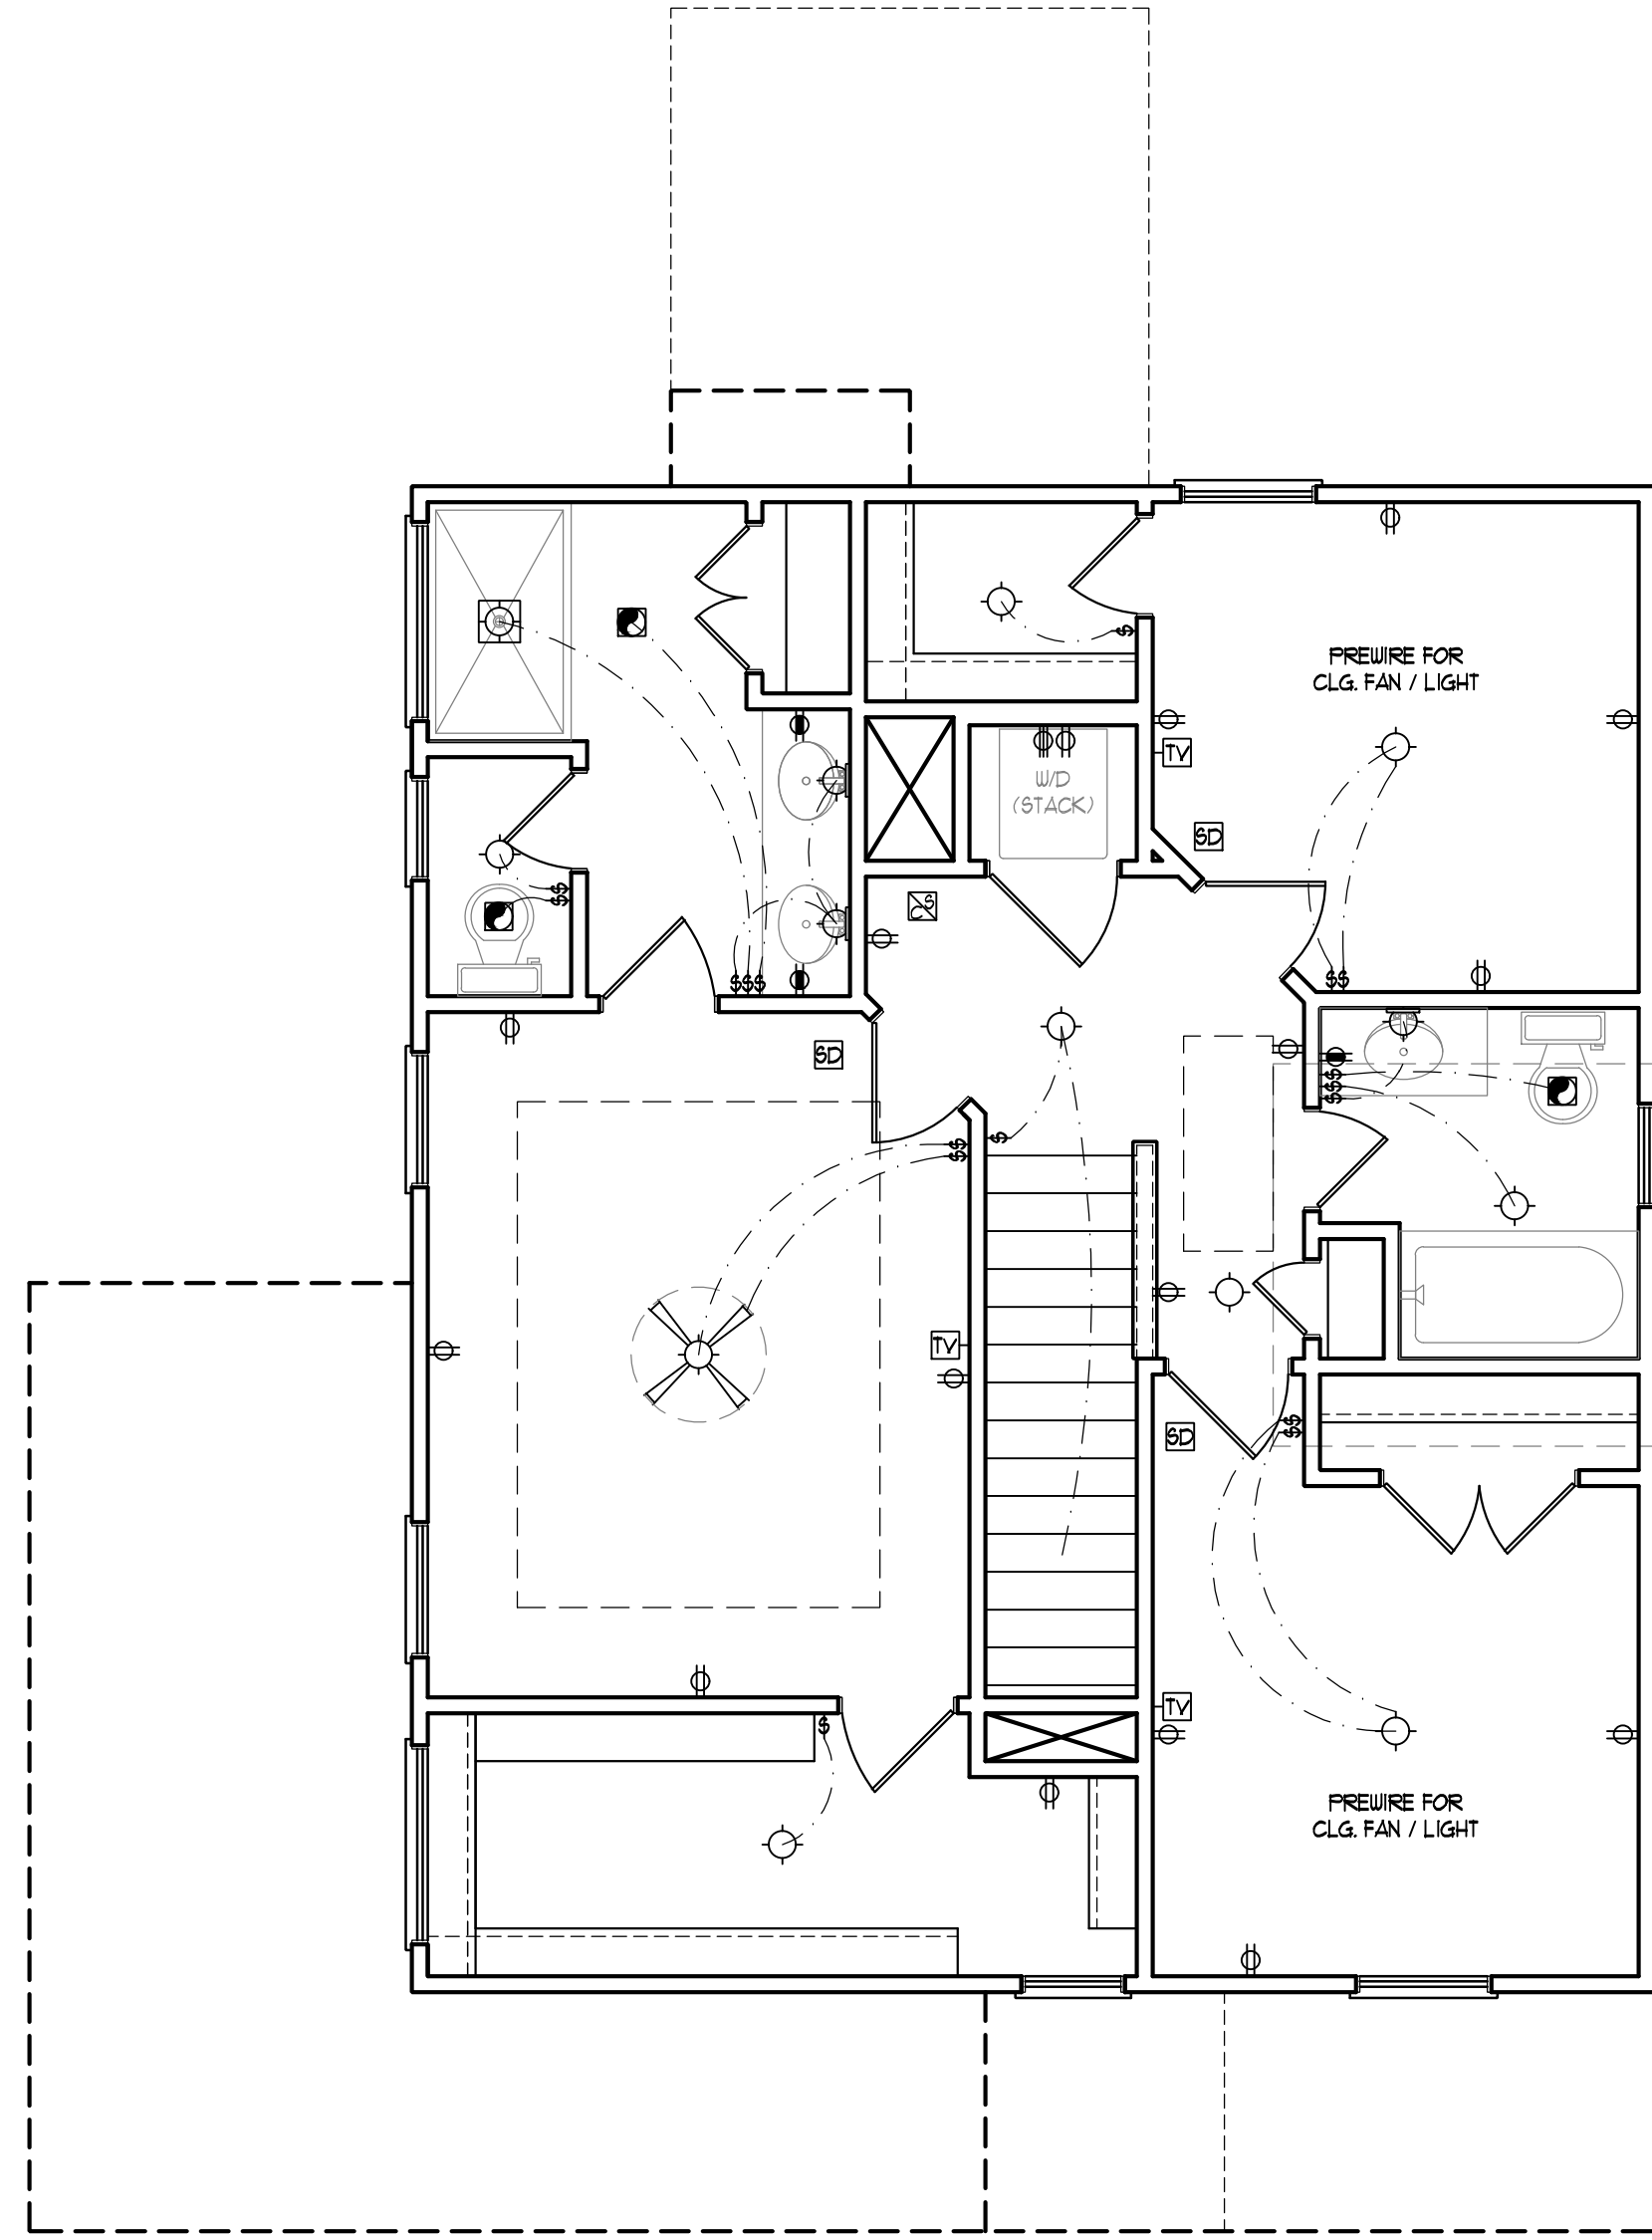 $
PREWIRE FOR
CLG. FAN / LIGHT
TV
W/D
(STACK)
SD
$$
$$
C S
$$$
$$
SD
$
$
$
$
$
$
$
TV
$
$
SD
TV
$
PREWIRE FOR
CLG. FAN / LIGHT